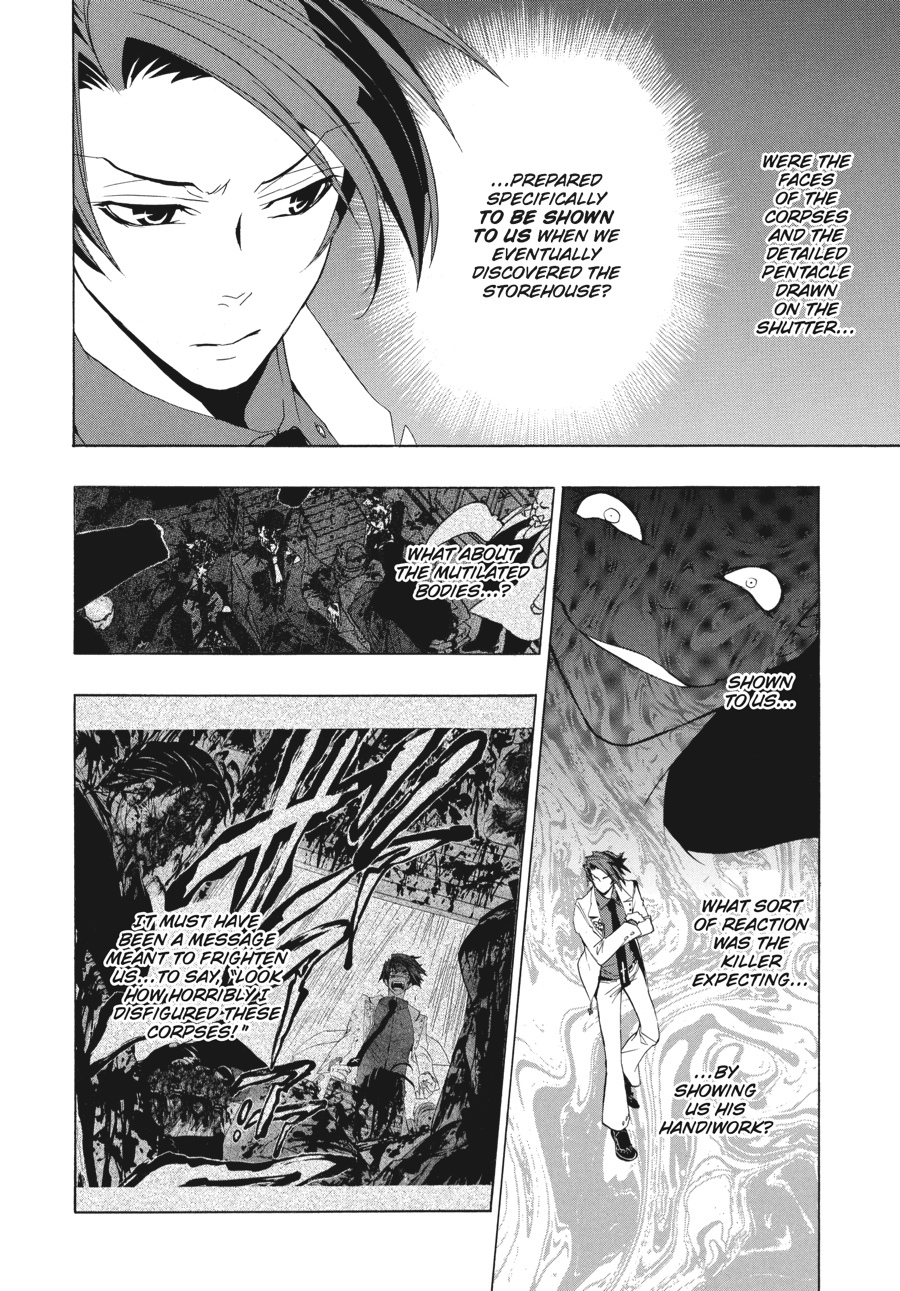 WERE THE
FACES
OF THE
CORPSES
AND THE
DETAILED
PENTACLE
DRAWN
ON THE
SHUTTER...
...PREPARED
SPECIFICALLY
TO BE SHOWN
TO US WHEN WE
EVENTUALLY
DISCOVERED THE
STOREHOUSE?
SHOWN
TO US...
WHAT SORT
OF REACTION
WAS THE
KILLER
EXPECTING...
...BY
SHOWING
US HIS
HANDIWORK?
WHAT ABOUT
THE MUTILATED
BODIES...?
IT MUST HAVE
BEEN A MESSAGE
MEANT TO FRIGHTEN
US...TO SAY, "LOOK
HOW HORRIBLY I
DISFIGURED THESE
CORPSES!"